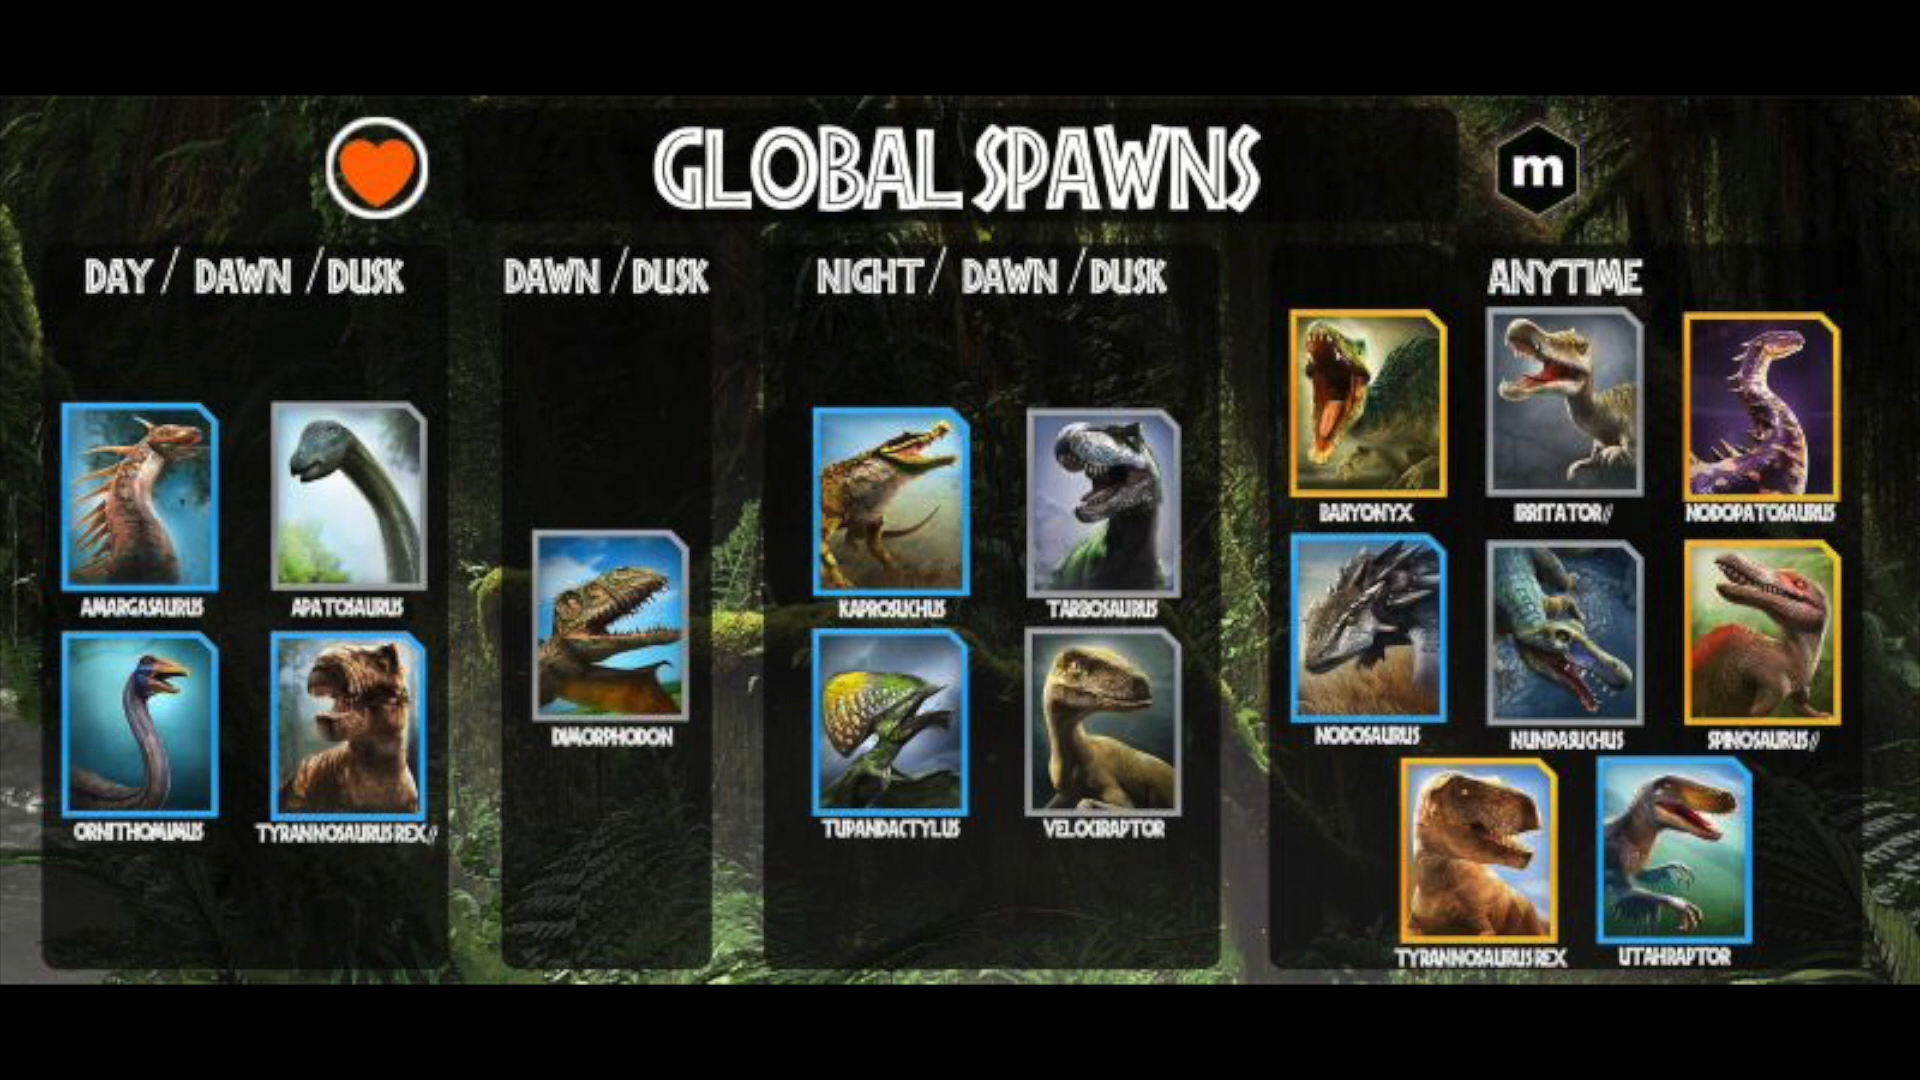 GLOBAL SPAWNS
m
DAY / DAWN / DUSK
AMARGASAURUS
APATOSAURUS
ORNITHOMIMUS
TYRANNOSAURUS REX//
DAWN / DUSK
DIMORPHODON
NIGHT / DAWN / DUSK
KAPROSUCHUS
TARBOSAURUS
TUPANDACTYLUS
VELOCIRAPTOR
ANYTIME
BARYONYX
IRRITATOR//
NODOPATOSAURUS
NODOSAURUS
NUNDASUCHUS
SPINOSAURUS//
TYRANNOSAURUS REX
UTAHRAPTOR